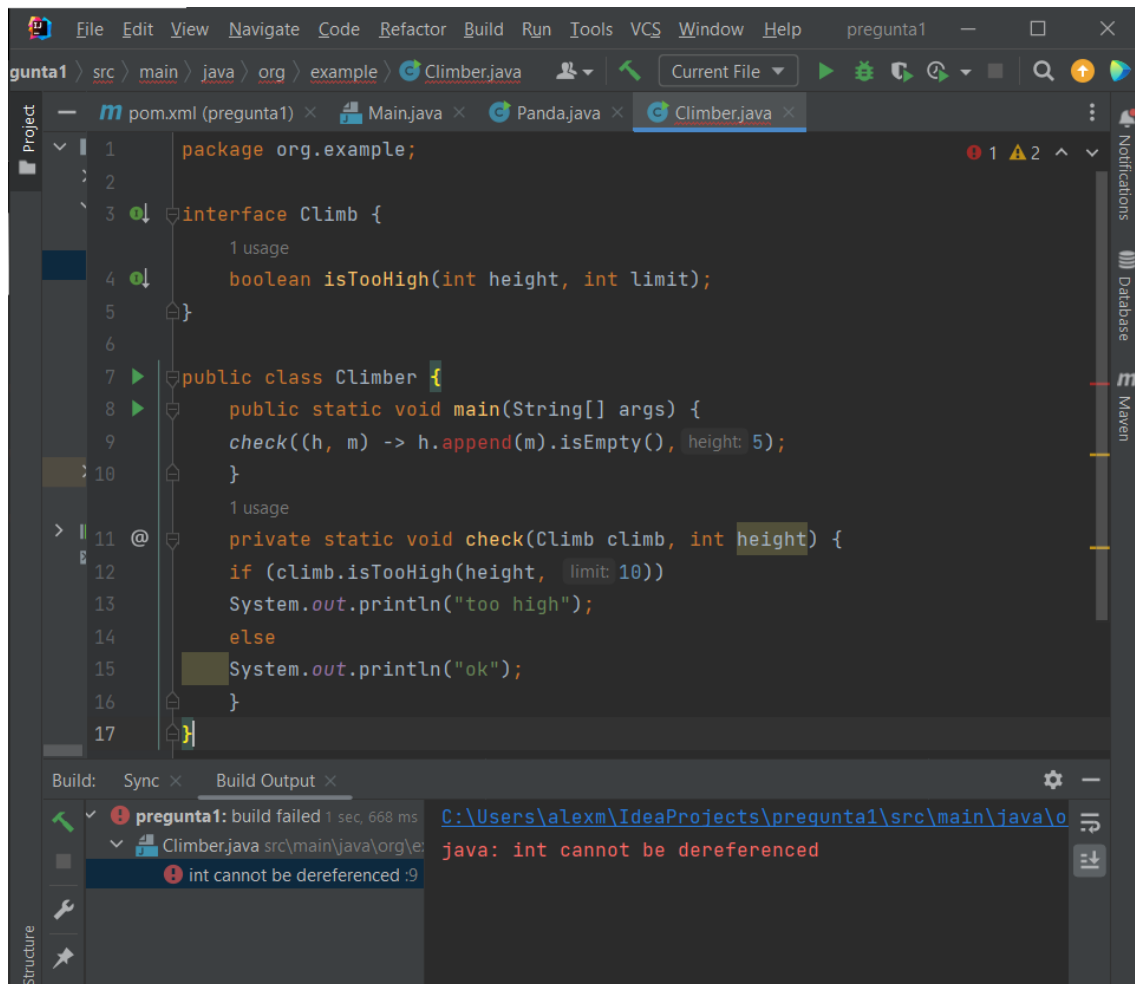 File Edit View Navigate Code Refactor Build Run Tools VCS Window Help pregunta1
gunta1 src main java org example Climber.java Current File
Project
pom.xml (pregunta1) Main.java Panda.java Climber.java
Notifications
Database
Maven
1 2
1 package org.example;
2
3 interface Climb {
1 usage
4 boolean isTooHigh(int height, int limit);
5 }
6
7 public class Climber {
8 public static void main(String[] args) {
9 check((h, m) -> h.append(m).isEmpty(), height: 5);
10 }
1 usage
11 @ private static void check(Climb climb, int height) {
12 if (climb.isTooHigh(height, limit: 10))
13 System.out.println("too high");
14 else
15 System.out.println("ok");
16 }
17 }
Build: Sync Build Output
pregunta1: build failed 1 sec, 668 ms
Climber.java src\main\java\org\e
int cannot be dereferenced :9
C:\Users\alexm\IdeaProjects\pregunta1\src\main\java\o
java: int cannot be dereferenced
Structure